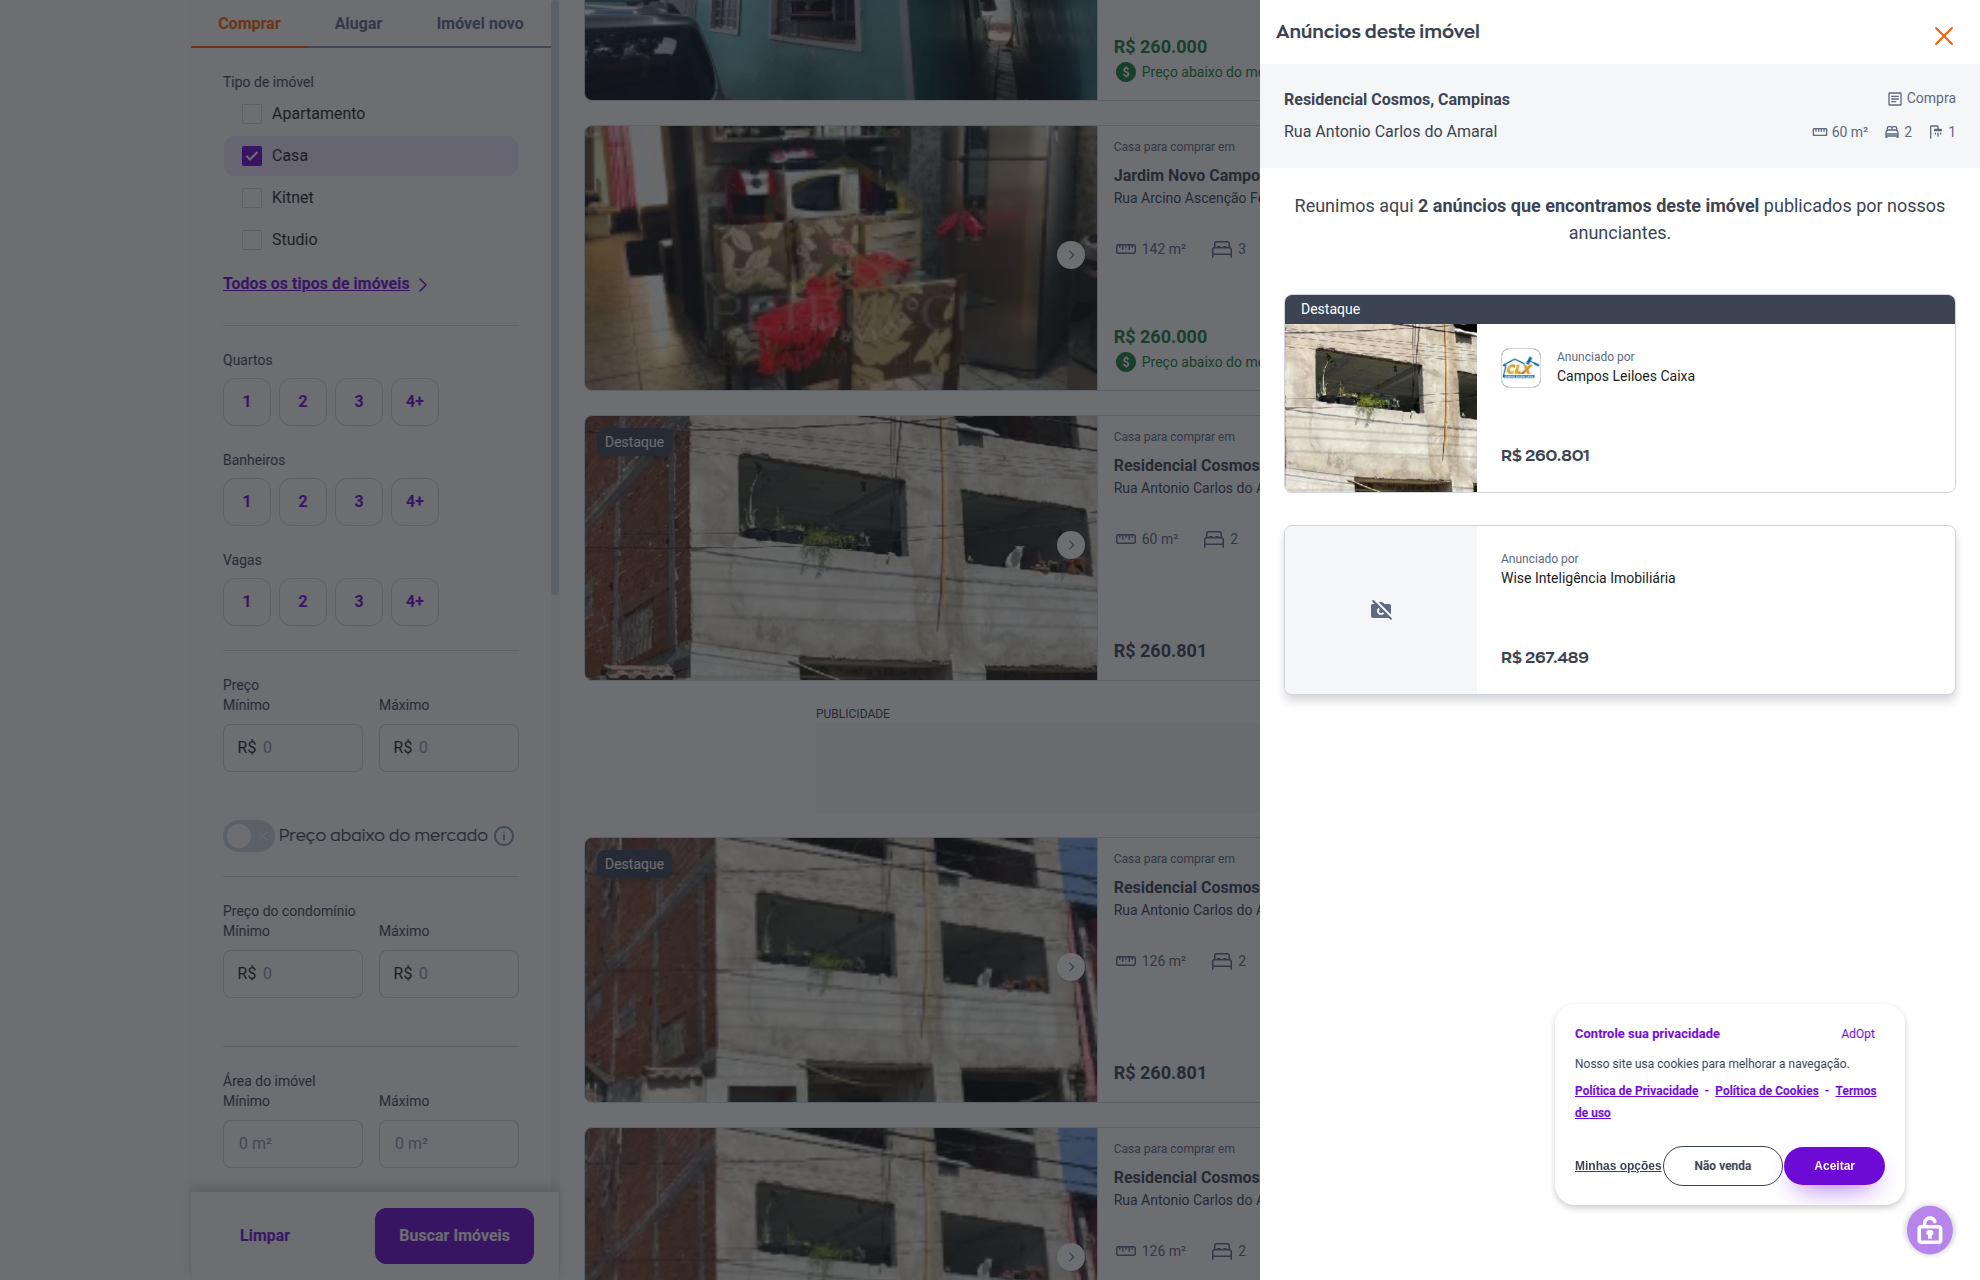 Comprar
Alugar
Imóvel novo
Tipo de imóvel
Apartamento
Casa
Kitnet
Studio
Todos os tipos de imóveis
Quartos
1
2
3
4+
Banheiros
1
2
3
4+
Vagas
1
2
3
4+
Preço
Mínimo
Máximo
R$ 0
R$ 0
Preço abaixo do mercado
Preço do condomínio
Mínimo
Máximo
R$ 0
R$ 0
Área do imóvel
Mínimo
Máximo
0 m²
0 m²
Limpar
Buscar Imóveis
R$ 260.000
Preço abaixo do me
Casa para comprar em
Jardim Novo Campo
Rua Arcino Ascenção Fe
142 m²
3
R$ 260.000
Preço abaixo do me
Destaque
Casa para comprar em
Residencial Cosmos
Rua Antonio Carlos do A
60 m²
2
R$ 260.801
PUBLICIDADE
Destaque
Casa para comprar em
Residencial Cosmos
Rua Antonio Carlos do A
126 m²
2
R$ 260.801
Casa para comprar em
Residencial Cosmos
Rua Antonio Carlos do A
126 m²
2
Anúncios deste imóvel
Residencial Cosmos, Campinas
Compra
Rua Antonio Carlos do Amaral
60 m²
2
1
Reunimos aqui 2 anúncios que encontramos deste imóvel publicados por nossos
anunciantes.
Destaque
CLX
Anunciado por
Campos Leiloes Caixa
R$ 260.801
Anunciado por
Wise Inteligência Imobiliária
R$ 267.489
Controle sua privacidade
AdOpt
Nosso site usa cookies para melhorar a navegação.
Política de Privacidade - Política de Cookies - Termos
de uso
Minhas opções
Não venda
Aceitar